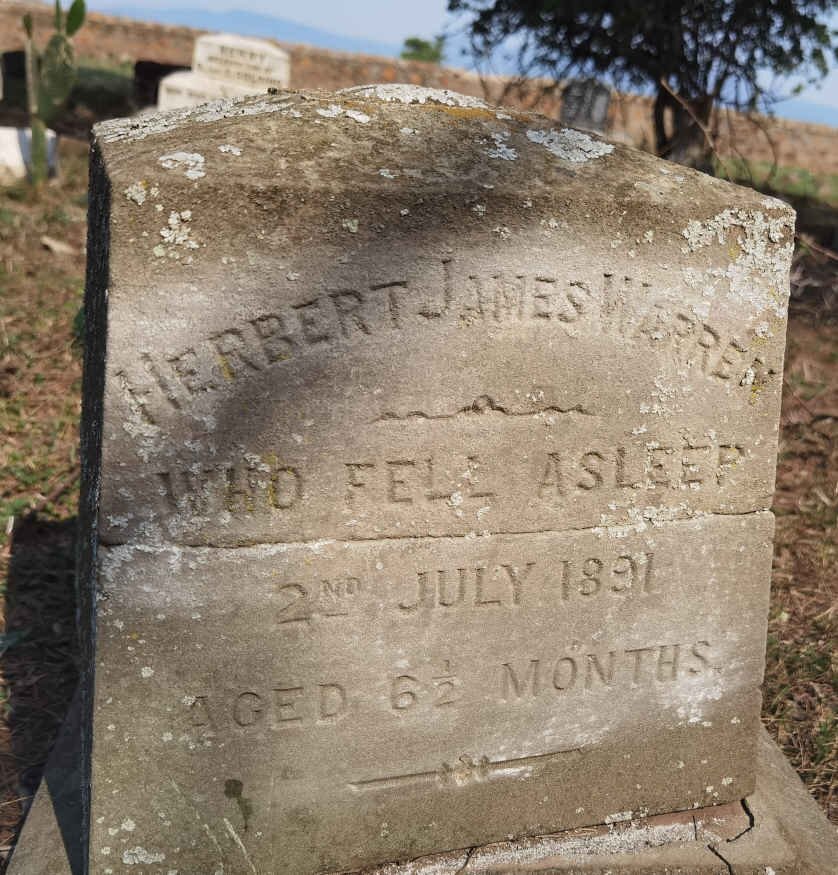 HERBERT JAMES WARREN
WHO FELL ASLEEP
2ND JULY 1891
AGED 6½ MONTHS.